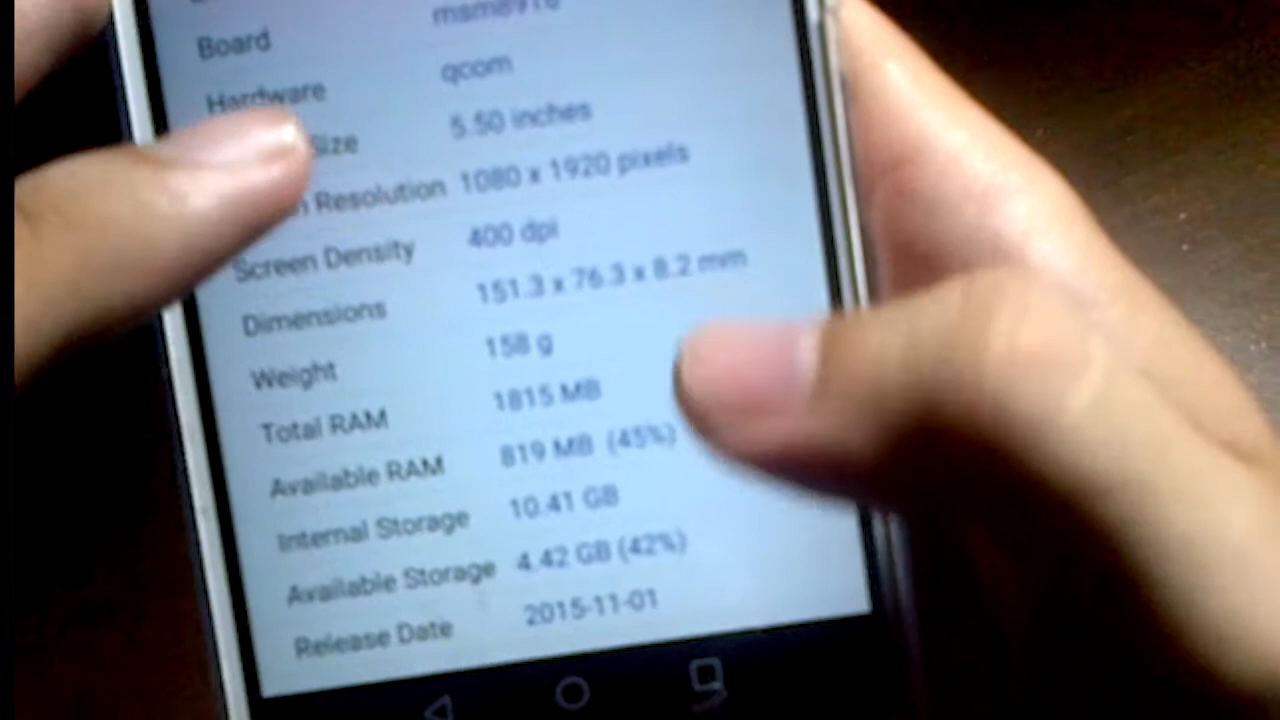 Board msm8916
Hardware qcom
Size 5.50 inches
Resolution 1080 x 1920 pixels
Screen Density 400 dpi
Dimensions 151.3 x 76.3 x 8.2 mm
Weight 158 g
Total RAM 1815 MB
Available RAM 819 MB (45%)
Internal Storage 10.41 GB
Available Storage 4.42 GB (42%)
Release Date 2015-11-01